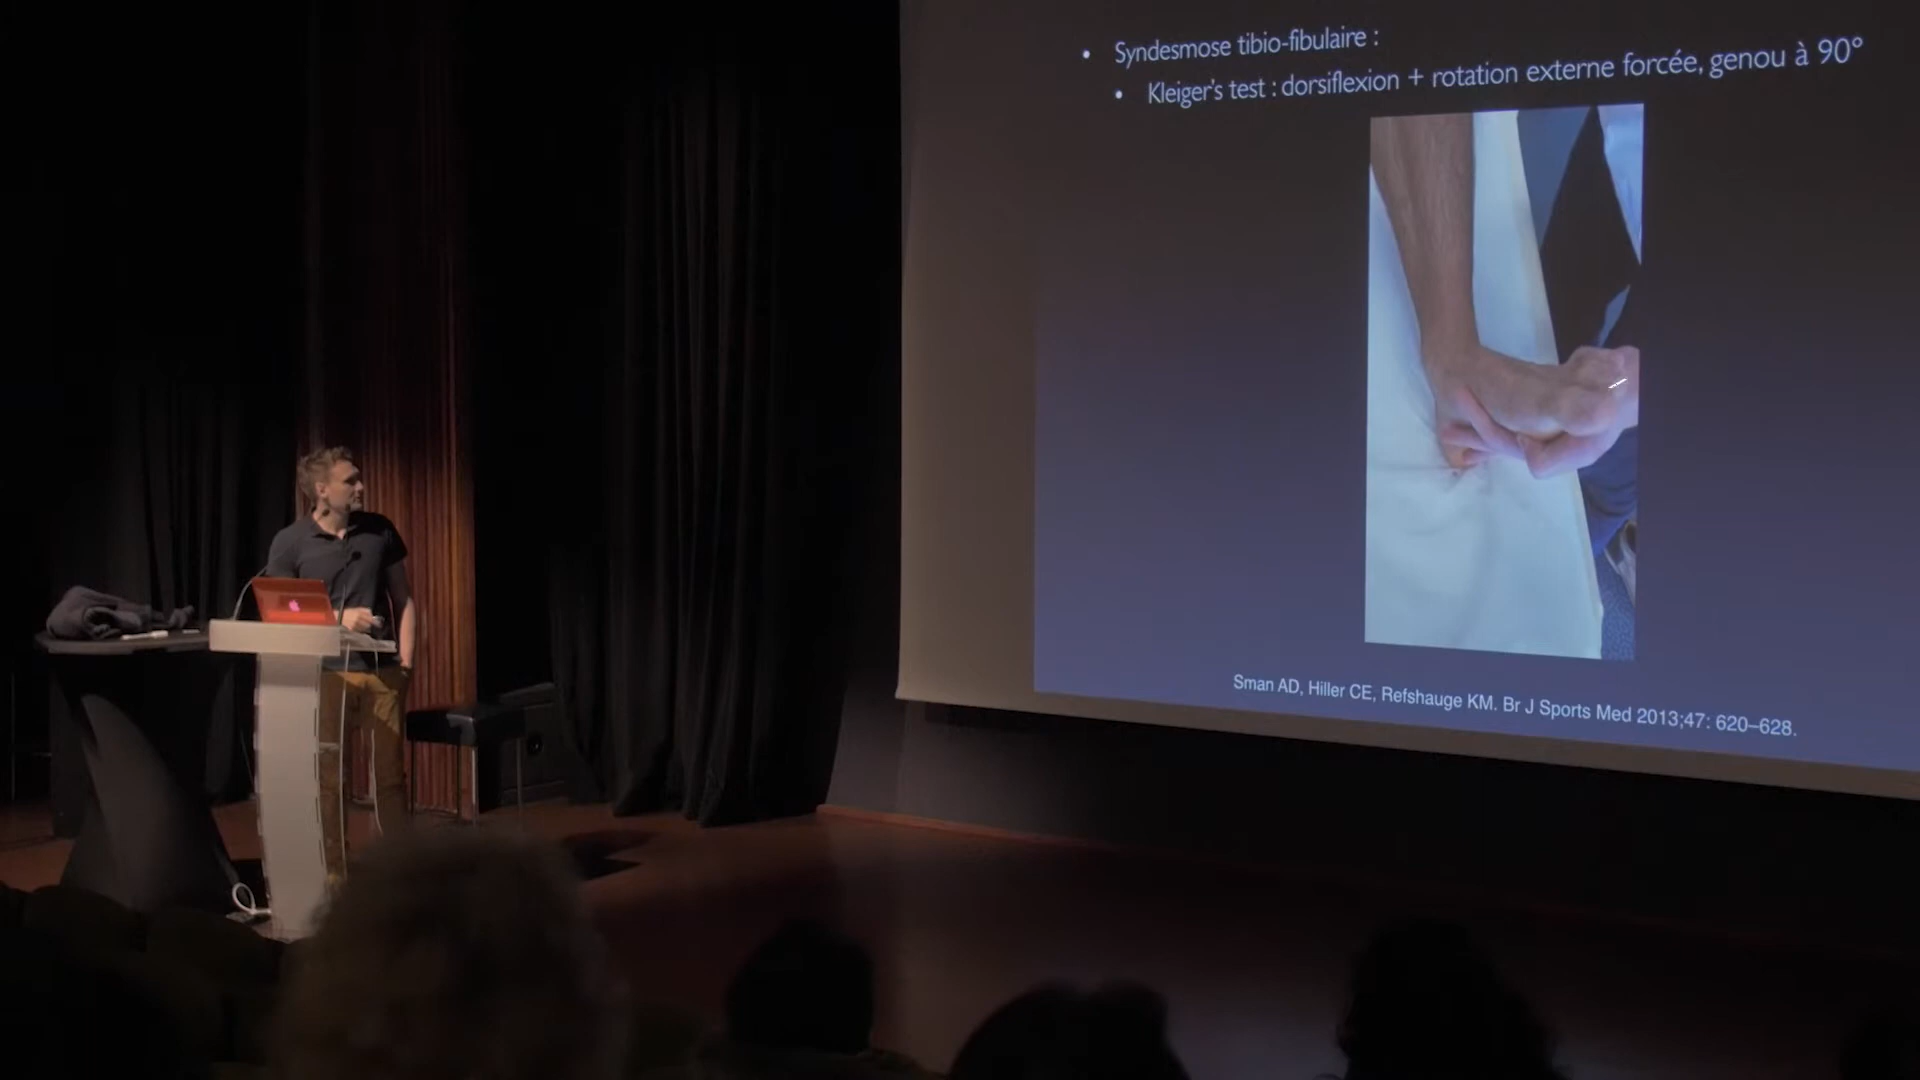 • Syndesmose tibio-fibulaire :
• Kleiger's test : dorsiflexion + rotation externe forcée, genou à 90°
Sman AD, Hiller CE, Refshauge KM. Br J Sports Med 2013;47: 620–628.